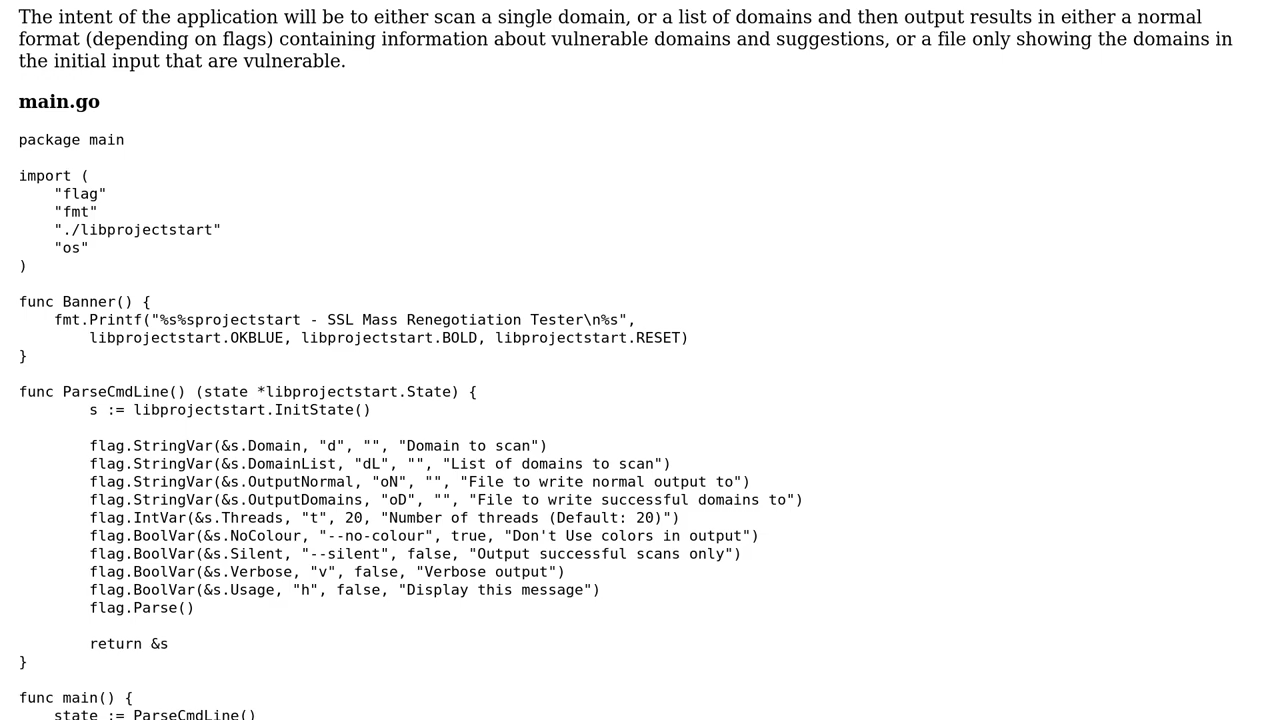 The intent of the application will be to either scan a single domain, or a list of domains and then output results in either a normal
format (depending on flags) containing information about vulnerable domains and suggestions, or a file only showing the domains in
the initial input that are vulnerable.
main.go
package main
import (
    "flag"
    "fmt"
    "./libprojectstart"
    "os"
)
func Banner() {
    fmt.Printf("%s%sprojectstart - SSL Mass Renegotiation Tester\n%s",
        libprojectstart.OKBLUE, libprojectstart.BOLD, libprojectstart.RESET)
}
func ParseCmdLine() (state *libprojectstart.State) {
        s := libprojectstart.InitState()
        flag.StringVar(&s.Domain, "d", "", "Domain to scan")
        flag.StringVar(&s.DomainList, "dL", "", "List of domains to scan")
        flag.StringVar(&s.OutputNormal, "oN", "", "File to write normal output to")
        flag.StringVar(&s.OutputDomains, "oD", "", "File to write successful domains to")
        flag.IntVar(&s.Threads, "t", 20, "Number of threads (Default: 20)")
        flag.BoolVar(&s.NoColour, "--no-colour", true, "Don't Use colors in output")
        flag.BoolVar(&s.Silent, "--silent", false, "Output successful scans only")
        flag.BoolVar(&s.Verbose, "v", false, "Verbose output")
        flag.BoolVar(&s.Usage, "h", false, "Display this message")
        flag.Parse()
        return &s
}
func main() {
    state := ParseCmdLine()